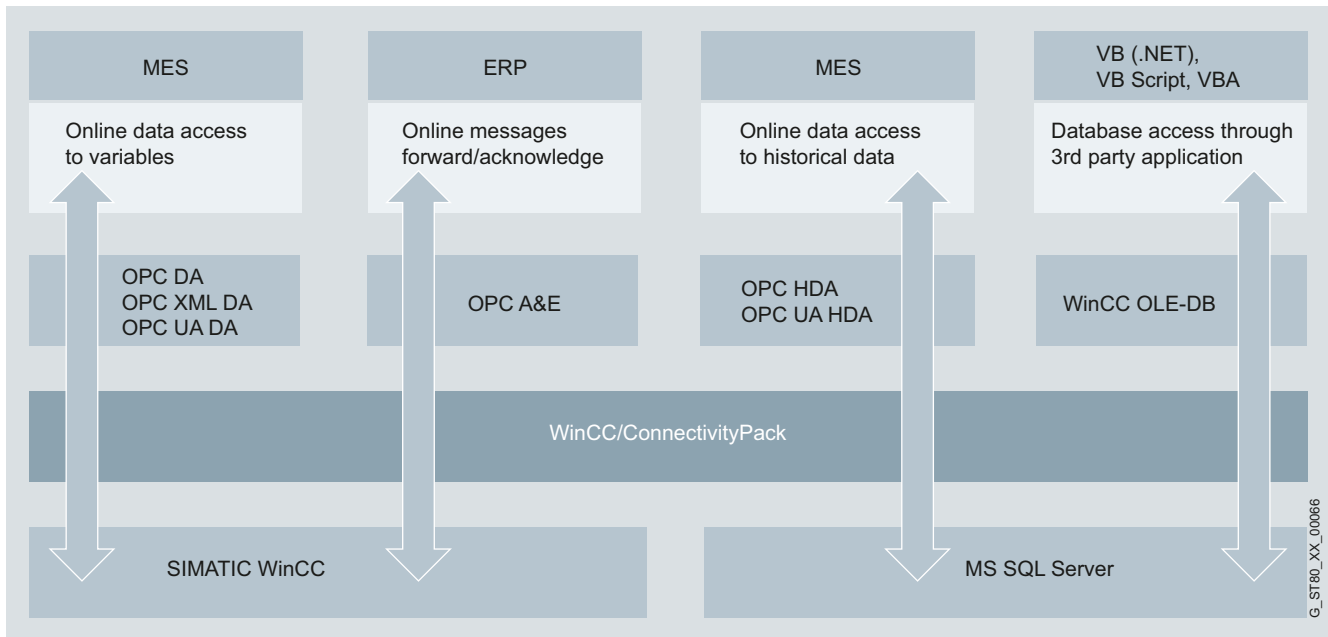 MES
ERP
MES
VB (.NET),
VB Script, VBA
Online data access
to variables
Online messages
forward/acknowledge
Online data access
to historical data
Database access through
3rd party application
OPC DA
OPC XML DA
OPC UA DA
OPC A&E
OPC HDA
OPC UA HDA
WinCC OLE-DB
WinCC/ConnectivityPack
SIMATIC WinCC
MS SQL Server
G_ST80_XX_00066